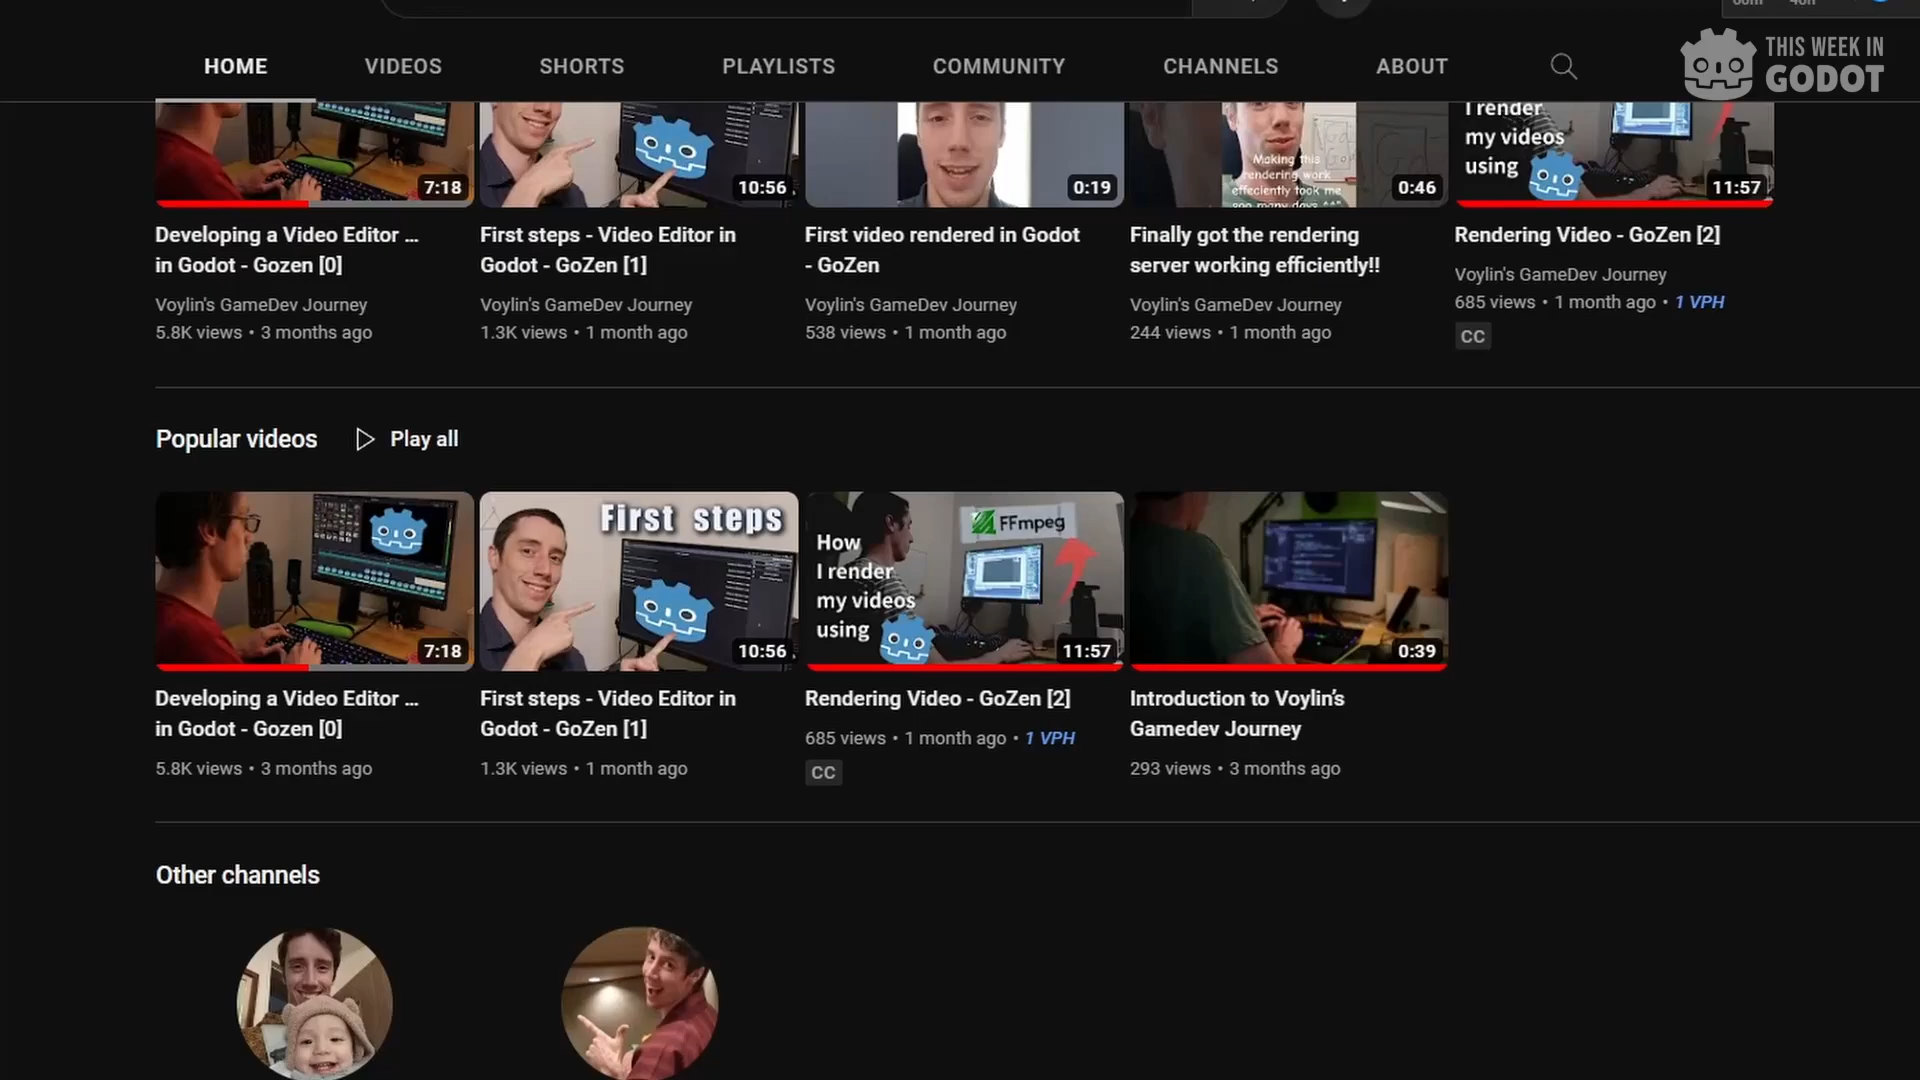 HOME VIDEOS SHORTS PLAYLISTS COMMUNITY CHANNELS ABOUT
THIS WEEK IN
GODOT
I render
my videos
using
Making this
rendering work
effeciently took me
7:18
10:56
0:19
0:46
11:57
Developing a Video Editor ...
in Godot - Gozen [0]
Voylin's GameDev Journey
5.8K views • 3 months ago
First steps - Video Editor in
Godot - GoZen [1]
Voylin's GameDev Journey
1.3K views • 1 month ago
First video rendered in Godot
- GoZen
Voylin's GameDev Journey
538 views • 1 month ago
Finally got the rendering
server working efficiently!!
Voylin's GameDev Journey
244 views • 1 month ago
Rendering Video - GoZen [2]
Voylin's GameDev Journey
685 views • 1 month ago • 1 VPH
CC
Popular videos Play all
First steps
FFmpeg
How
I render
my videos
using
7:18
10:56
11:57
0:39
Developing a Video Editor ...
in Godot - Gozen [0]
5.8K views • 3 months ago
First steps - Video Editor in
Godot - GoZen [1]
1.3K views • 1 month ago
Rendering Video - GoZen [2]
685 views • 1 month ago • 1 VPH
CC
Introduction to Voylin's
Gamedev Journey
293 views • 3 months ago
Other channels